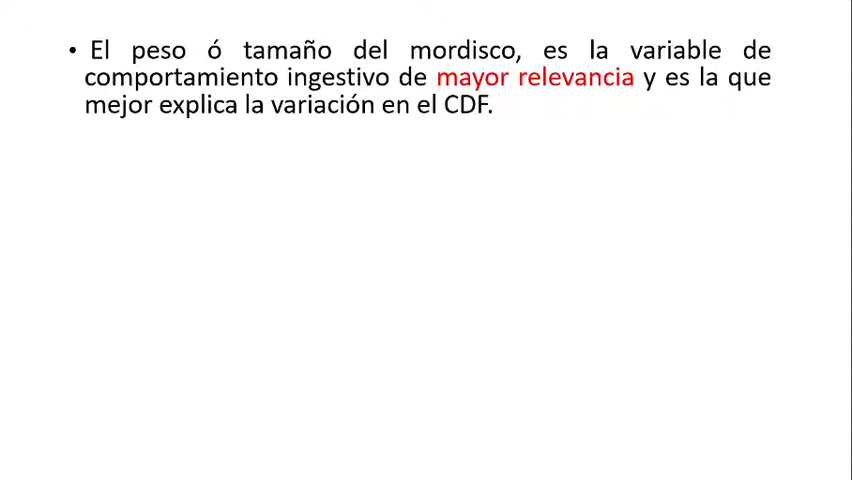 • El peso ó tamaño del mordisco, es la variable de
comportamiento ingestivo de mayor relevancia y es la que
mejor explica la variación en el CDF.